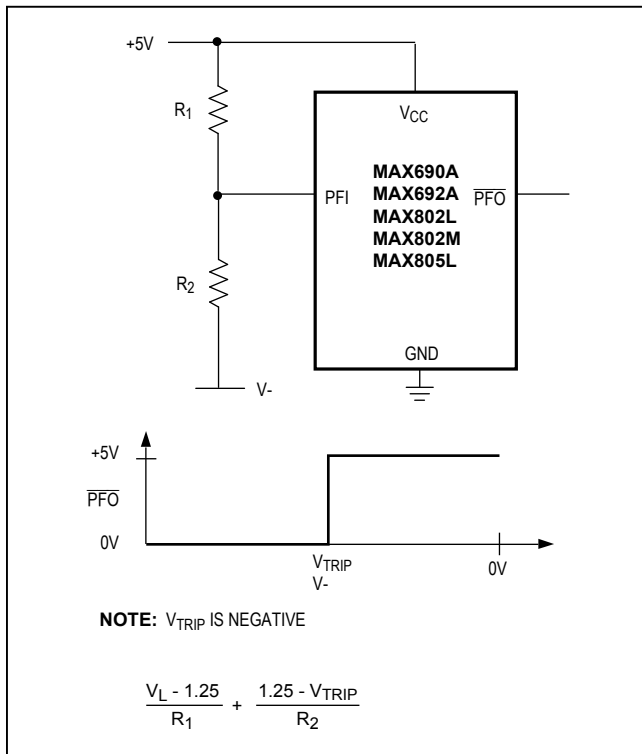 +5V
R1
VCC
PFI
MAX690A
MAX692A
MAX802L
MAX802M
MAX805L
PFO
R2
GND
V-
+5V
PFO
0V
VTRIP
V-
0V
NOTE: VTRIP IS NEGATIVE
VL - 1.25 + 1.25 - VTRIP
R1 R2